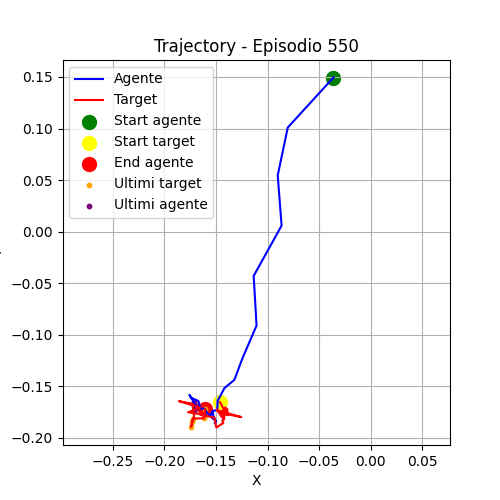 Trajectory - Episodio 550
Agente
Target
Start agente
Start target
End agente
Ultimi target
Ultimi agente
0.15
0.10
0.05
0.00
−0.05
−0.10
−0.15
−0.20
−0.25
−0.20
−0.15
−0.10
−0.05
0.00
0.05
X